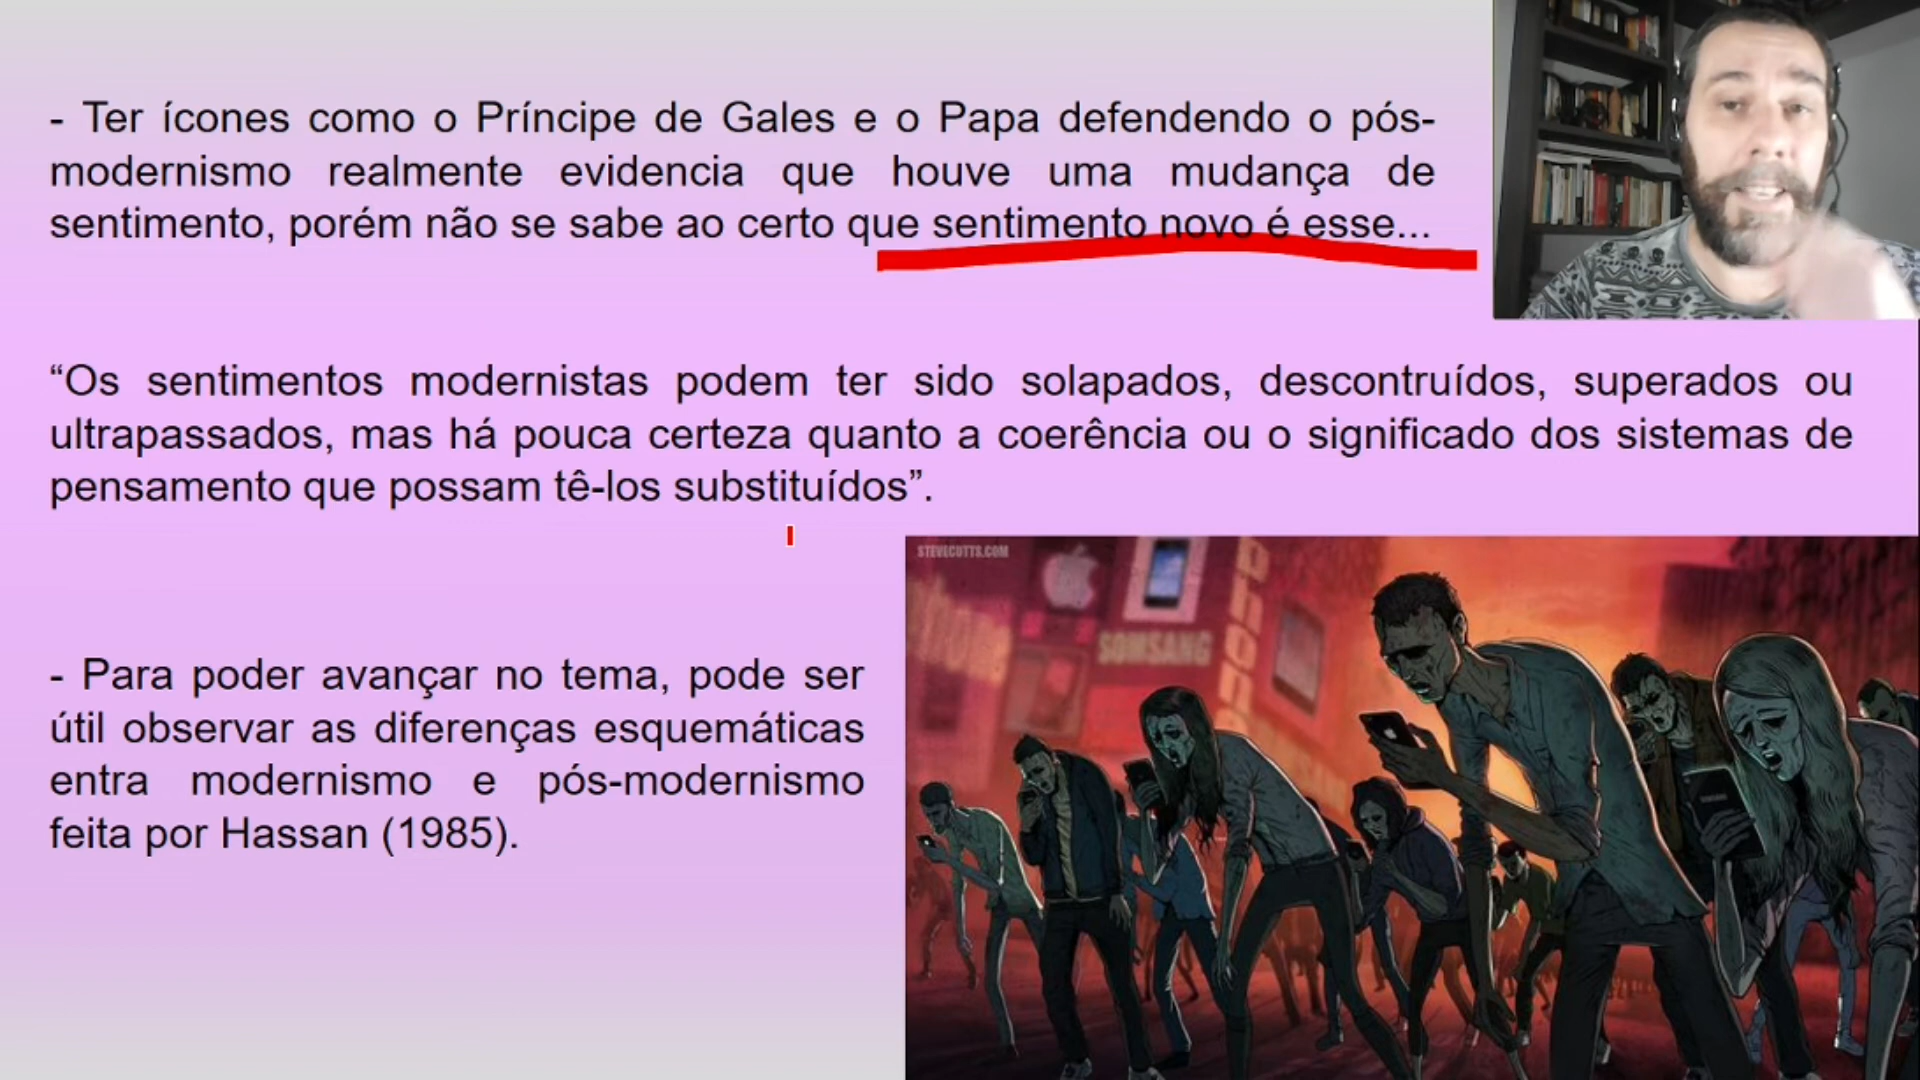 - Ter ícones como o Príncipe de Gales e o Papa defendendo o pós-
modernismo realmente evidencia que houve uma mudança de
sentimento, porém não se sabe ao certo que sentimento novo é esse...
“Os sentimentos modernistas podem ter sido solapados, descontruídos, superados ou
ultrapassados, mas há pouca certeza quanto a coerência ou o significado dos sistemas de
pensamento que possam tê-los substituídos”.
STEVECUTTS.COM
SOMSANG
phone
- Para poder avançar no tema, pode ser
útil observar as diferenças esquemáticas
entra modernismo e pós-modernismo
feita por Hassan (1985).